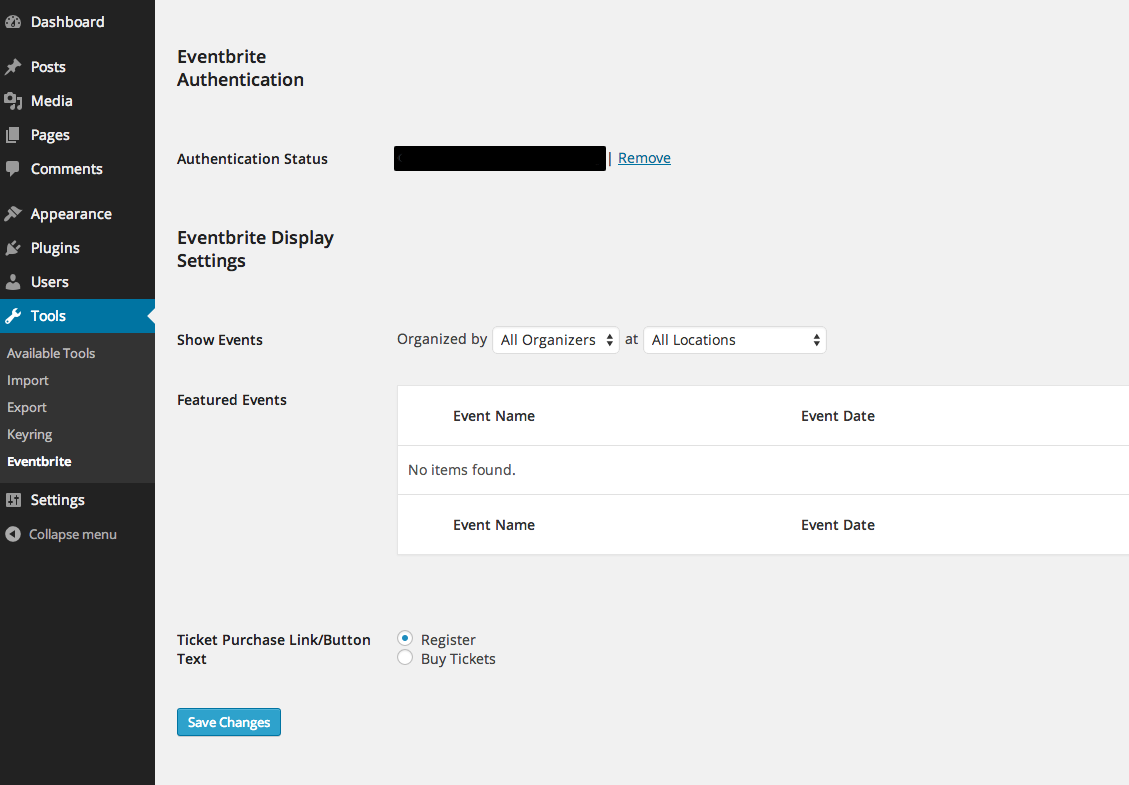 Dashboard
Posts
Media
Pages
Comments
Appearance
Plugins
Users
Tools
Available Tools
Import
Export
Keyring
Eventbrite
Settings
Collapse menu
Eventbrite
Authentication
Authentication Status | Remove
Eventbrite Display
Settings
Show Events Organized by All Organizers at All Locations
Featured Events
Event Name Event Date
No items found.
Event Name Event Date
Ticket Purchase Link/Button
Text
Register
Buy Tickets
Save Changes